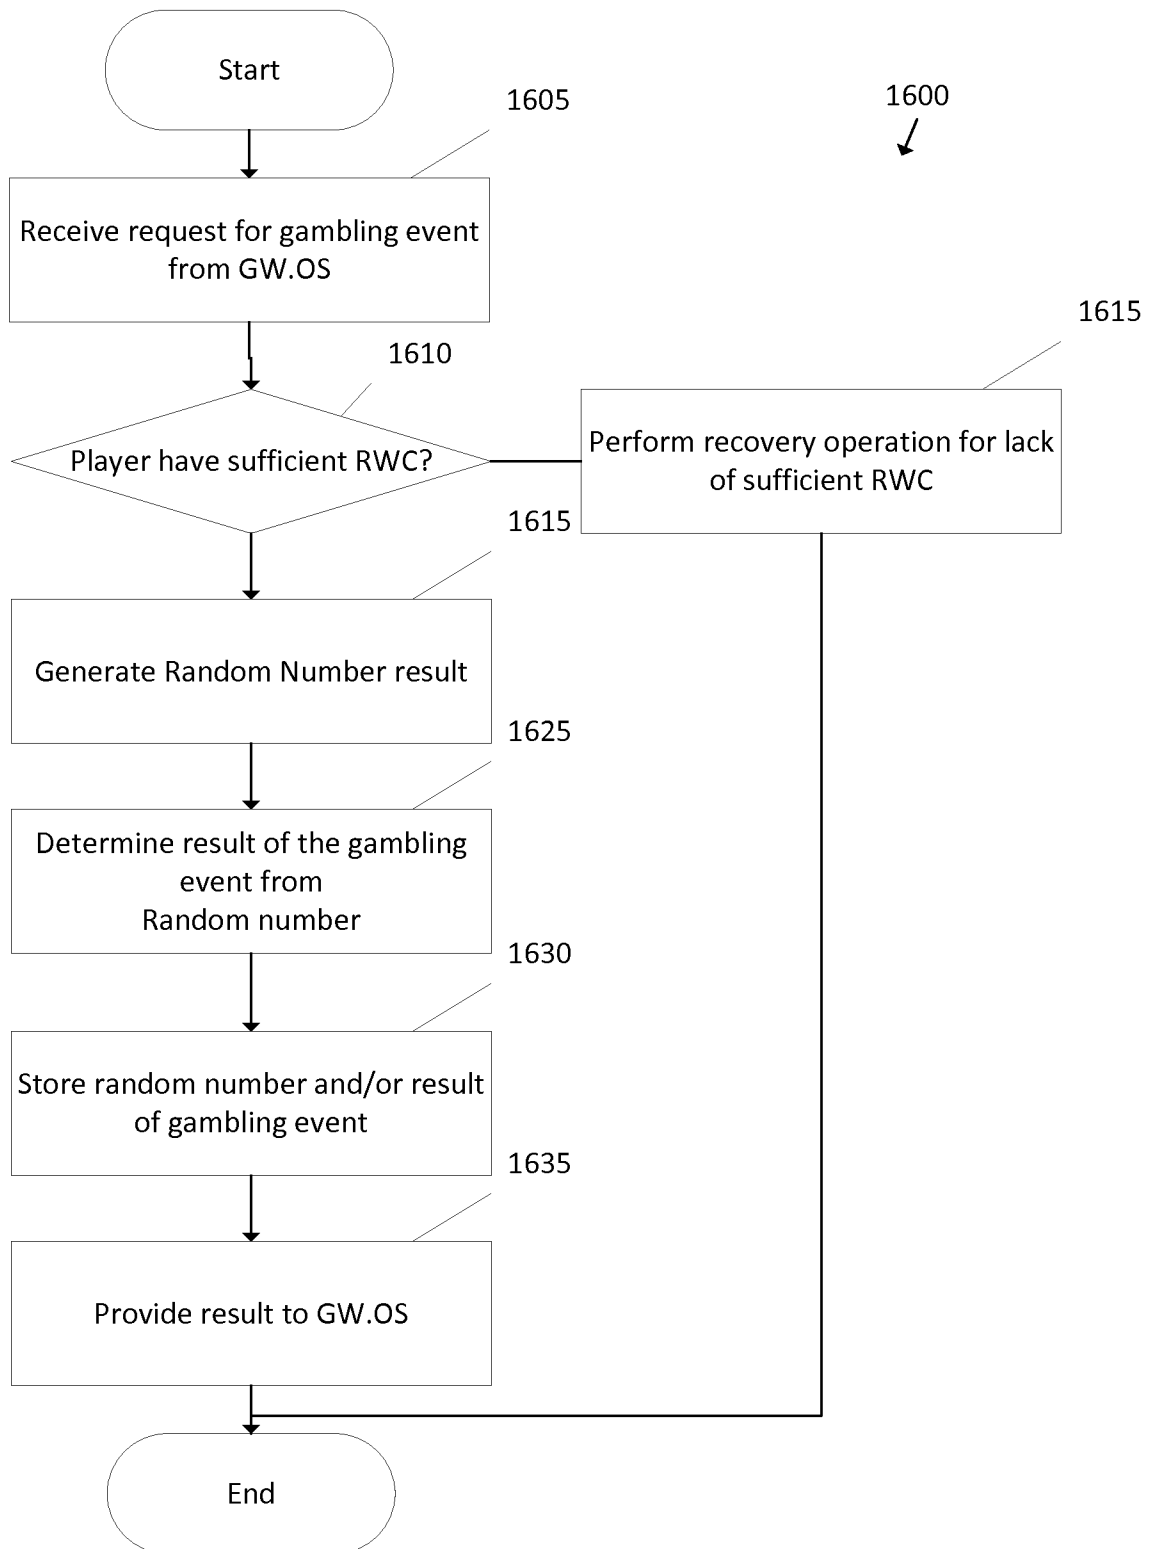 Start
1605
1600
Receive request for gambling event
from GW.OS
1615
1610
Player have sufficient RWC?
Perform recovery operation for lack
of sufficient RWC
1615
Generate Random Number result
1625
Determine result of the gambling
event from
Random number
1630
Store random number and/or result
of gambling event
1635
Provide result to GW.OS
End